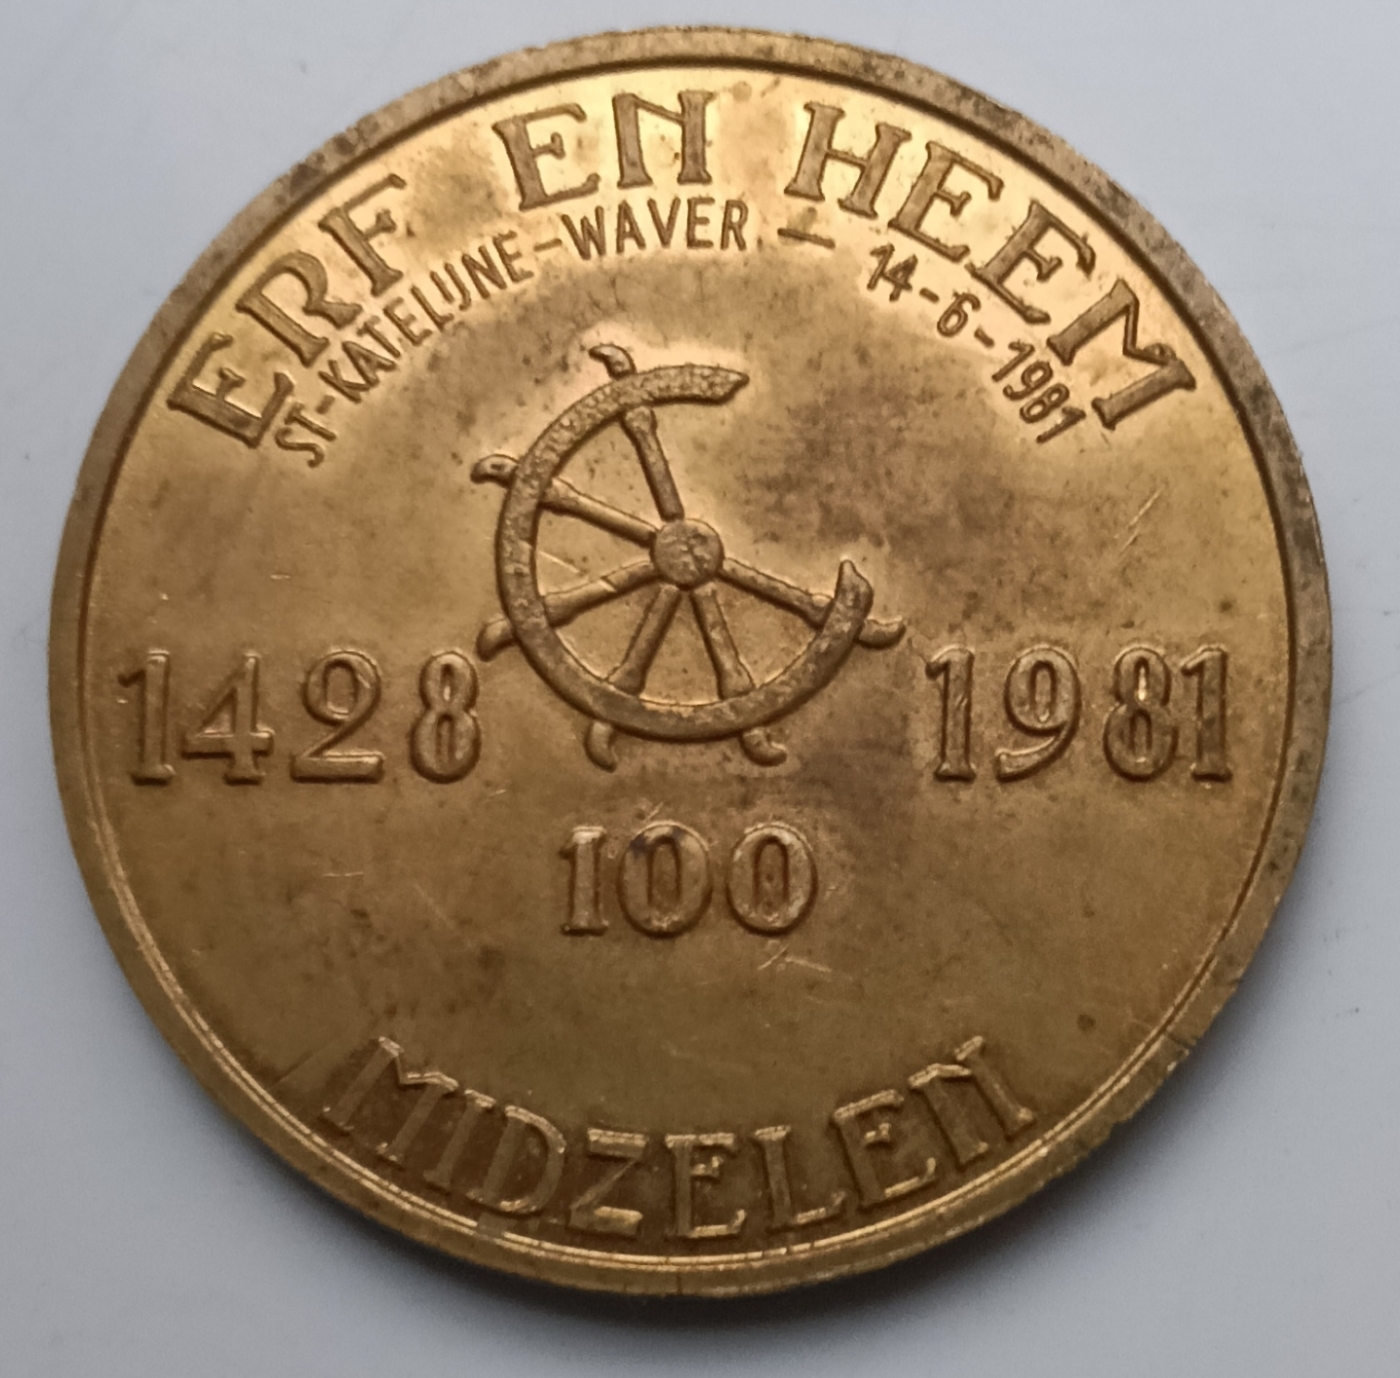 ERF EN HEEM
ST-KATELIJNE-WAVER — 14-6-1981
1428 1981
100
MIDZELEN